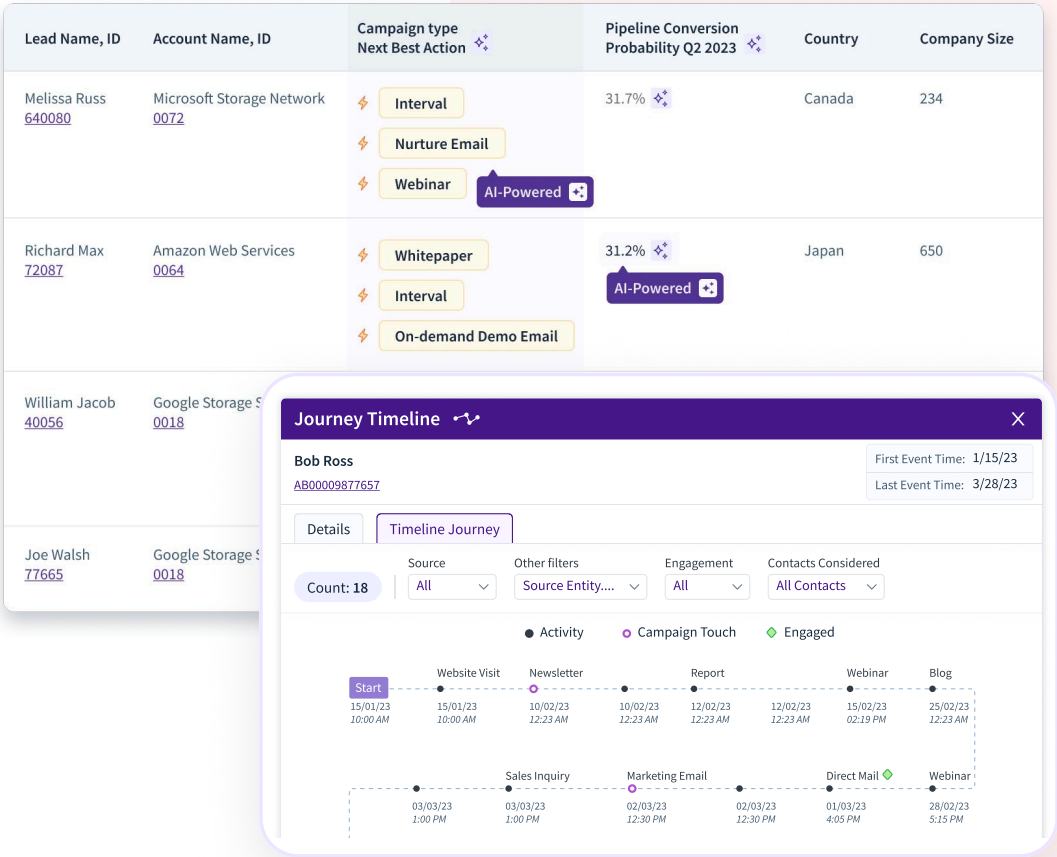 Lead Name, ID
Account Name, ID
Campaign type
Next Best Action
Pipeline Conversion
Probability Q2 2023
Country
Company Size
Melissa Russ
640080
Microsoft Storage Network
0072
Interval
Nurture Email
Webinar
AI-Powered
31.7%
Canada
234
Richard Max
72087
Amazon Web Services
0064
Whitepaper
Interval
On-demand Demo Email
31.2%
AI-Powered
Japan
650
William Jacob
40056
Google Storage
0018
Joe Walsh
77665
Google Storage
0018
Journey Timeline
X
Bob Ross
AB00009877657
First Event Time: 1/15/23
Last Event Time: 3/28/23
Details
Timeline Journey
Count: 18
Source
All
Other filters
Source Entity....
Engagement
All
Contacts Considered
All Contacts
Activity
Campaign Touch
Engaged
Website Visit
Newsletter
Report
Webinar
Blog
Start
15/01/23
10:00 AM
15/01/23
10:00 AM
10/02/23
12:23 AM
10/02/23
12:23 AM
12/02/23
12:23 AM
12/02/23
12:23 AM
15/02/23
02:19 PM
25/02/23
12:23 AM
Sales Inquiry
Marketing Email
Direct Mail
Webinar
03/03/23
1:00 PM
03/03/23
1:00 PM
02/03/23
12:30 PM
02/03/23
12:30 PM
01/03/23
4:05 PM
28/02/23
5:15 PM